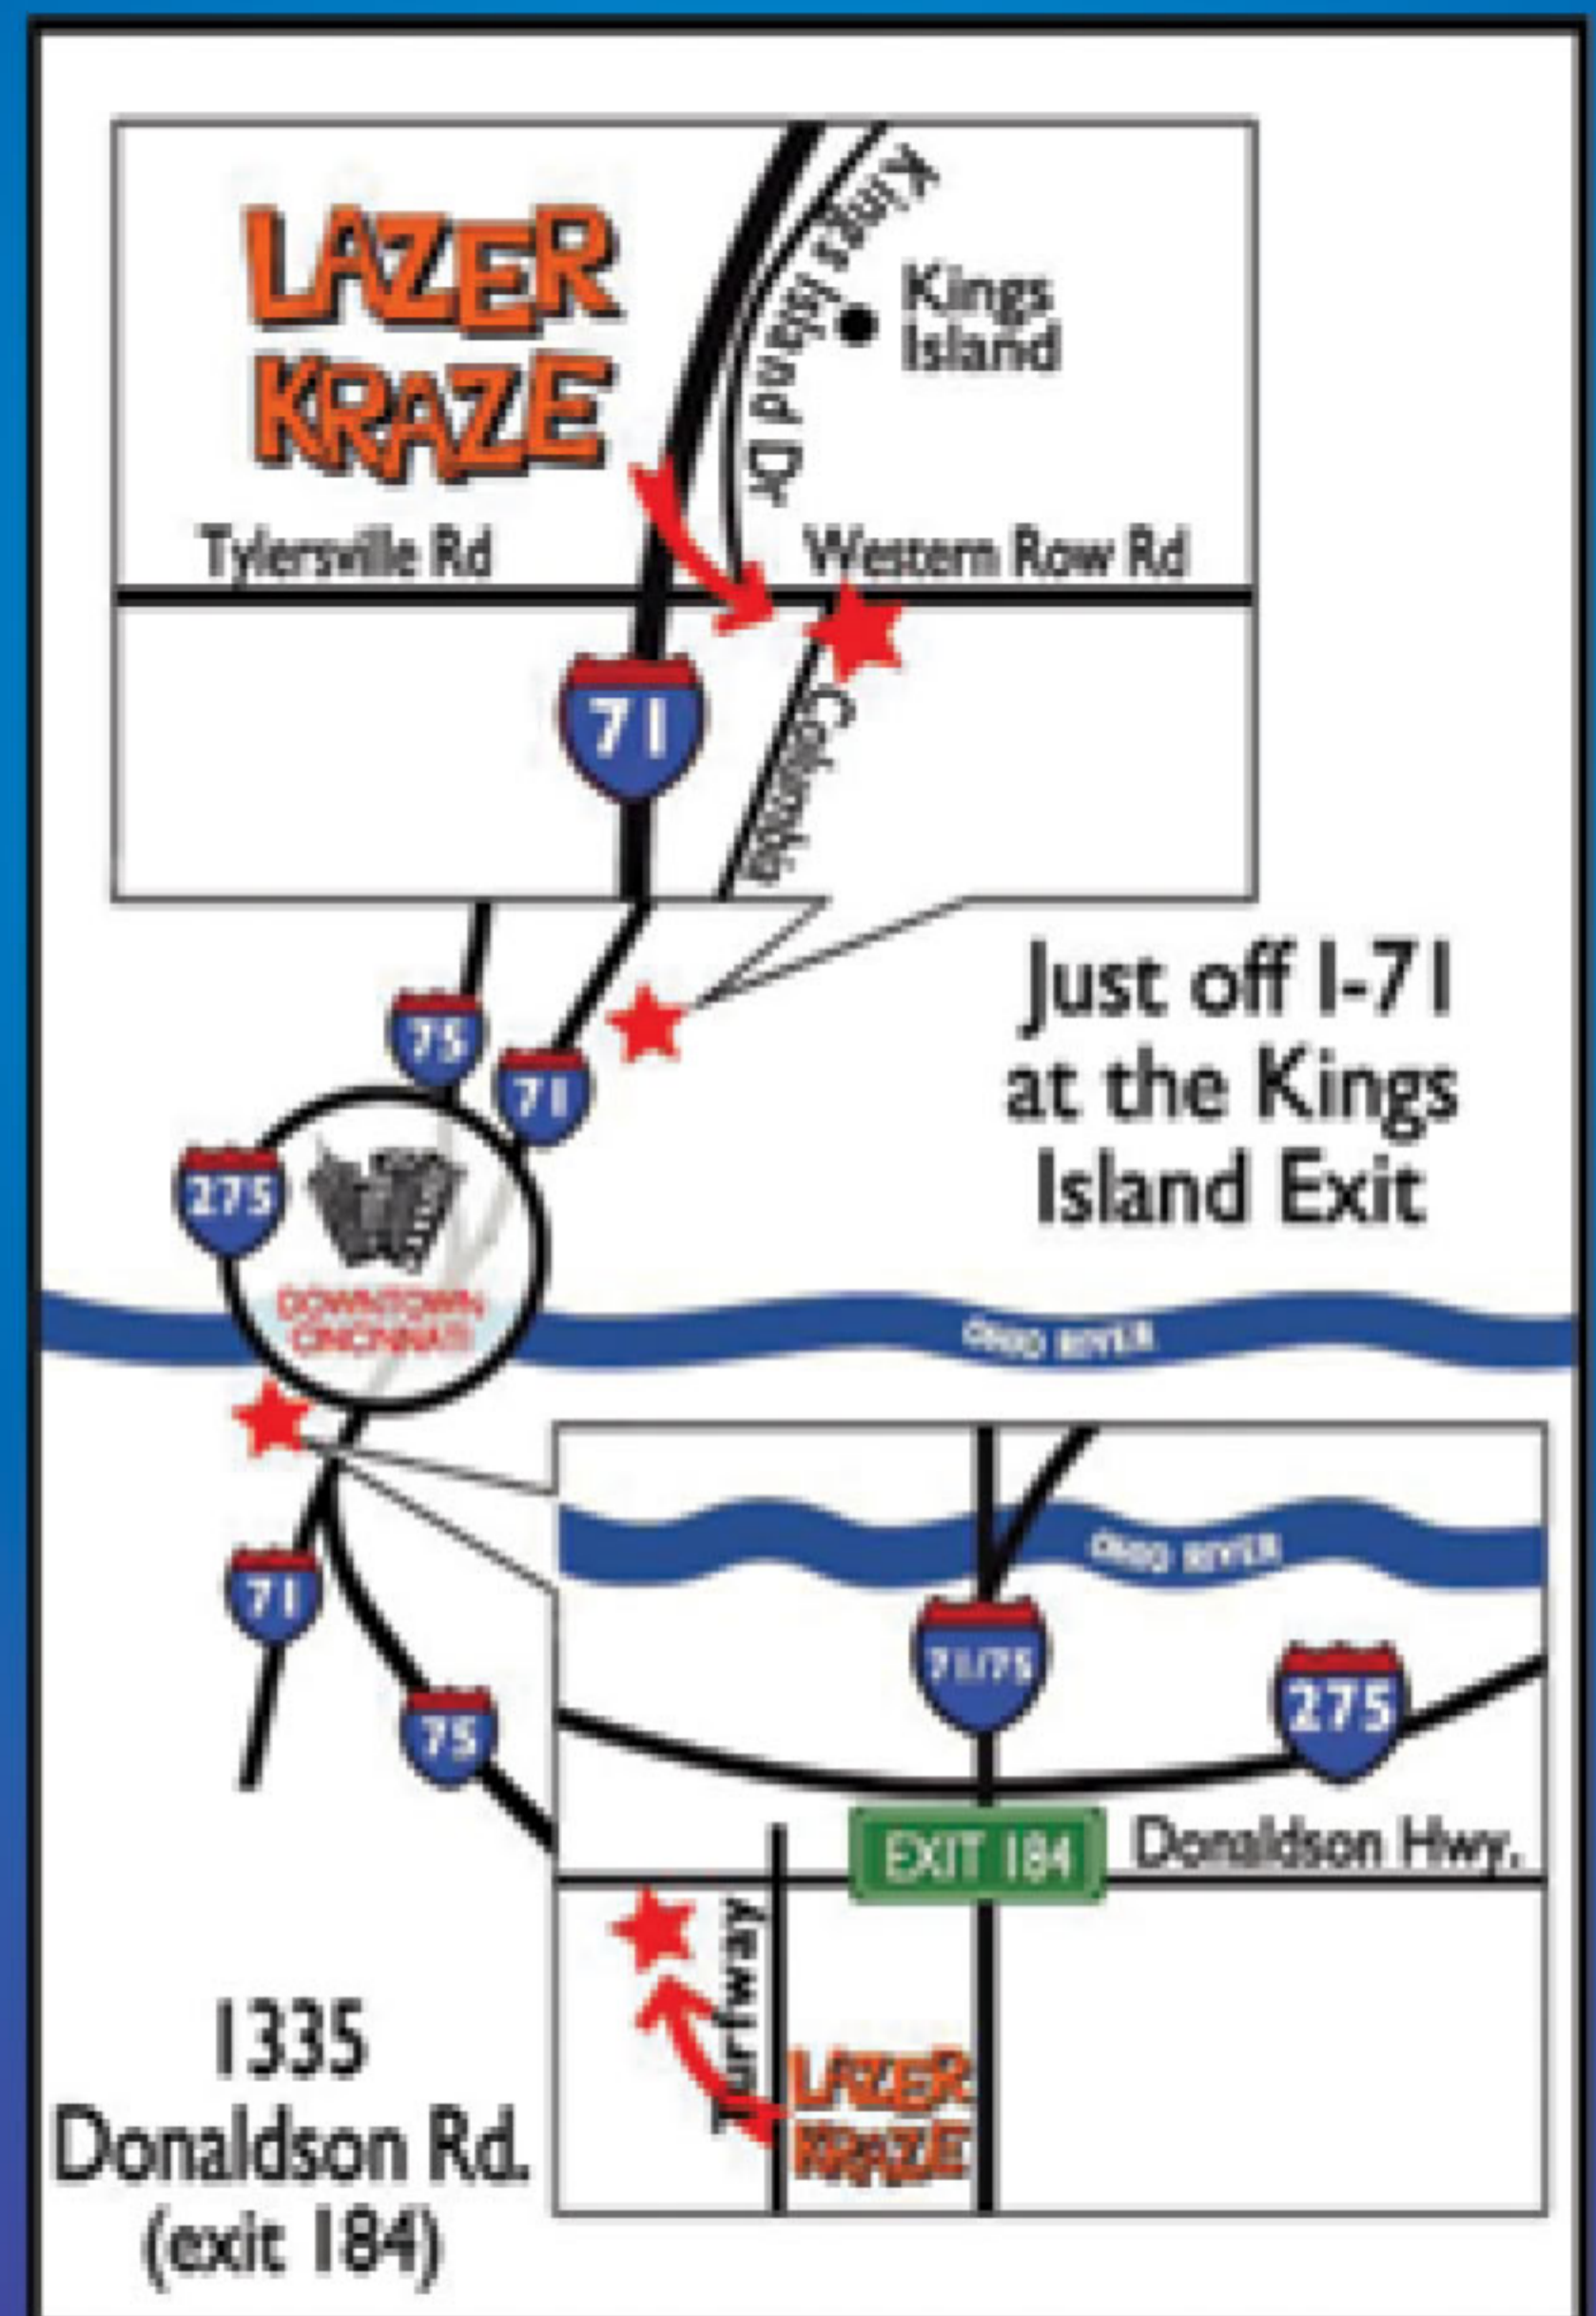 LAZER
KRAZE
Kings Island Dr
Kings
Island
Tylersville Rd
Western Row Rd
71
Columbia
75
71
275
Just off I-71
at the Kings
Island Exit
DOWNTOWN
CINCINNATI
OHIO RIVER
OHIO RIVER
71
71/75
275
75
EXIT 184
Donaldson Hwy.
Turfway
LAZER
KRAZE
1335
Donaldson Rd.
(exit 184)